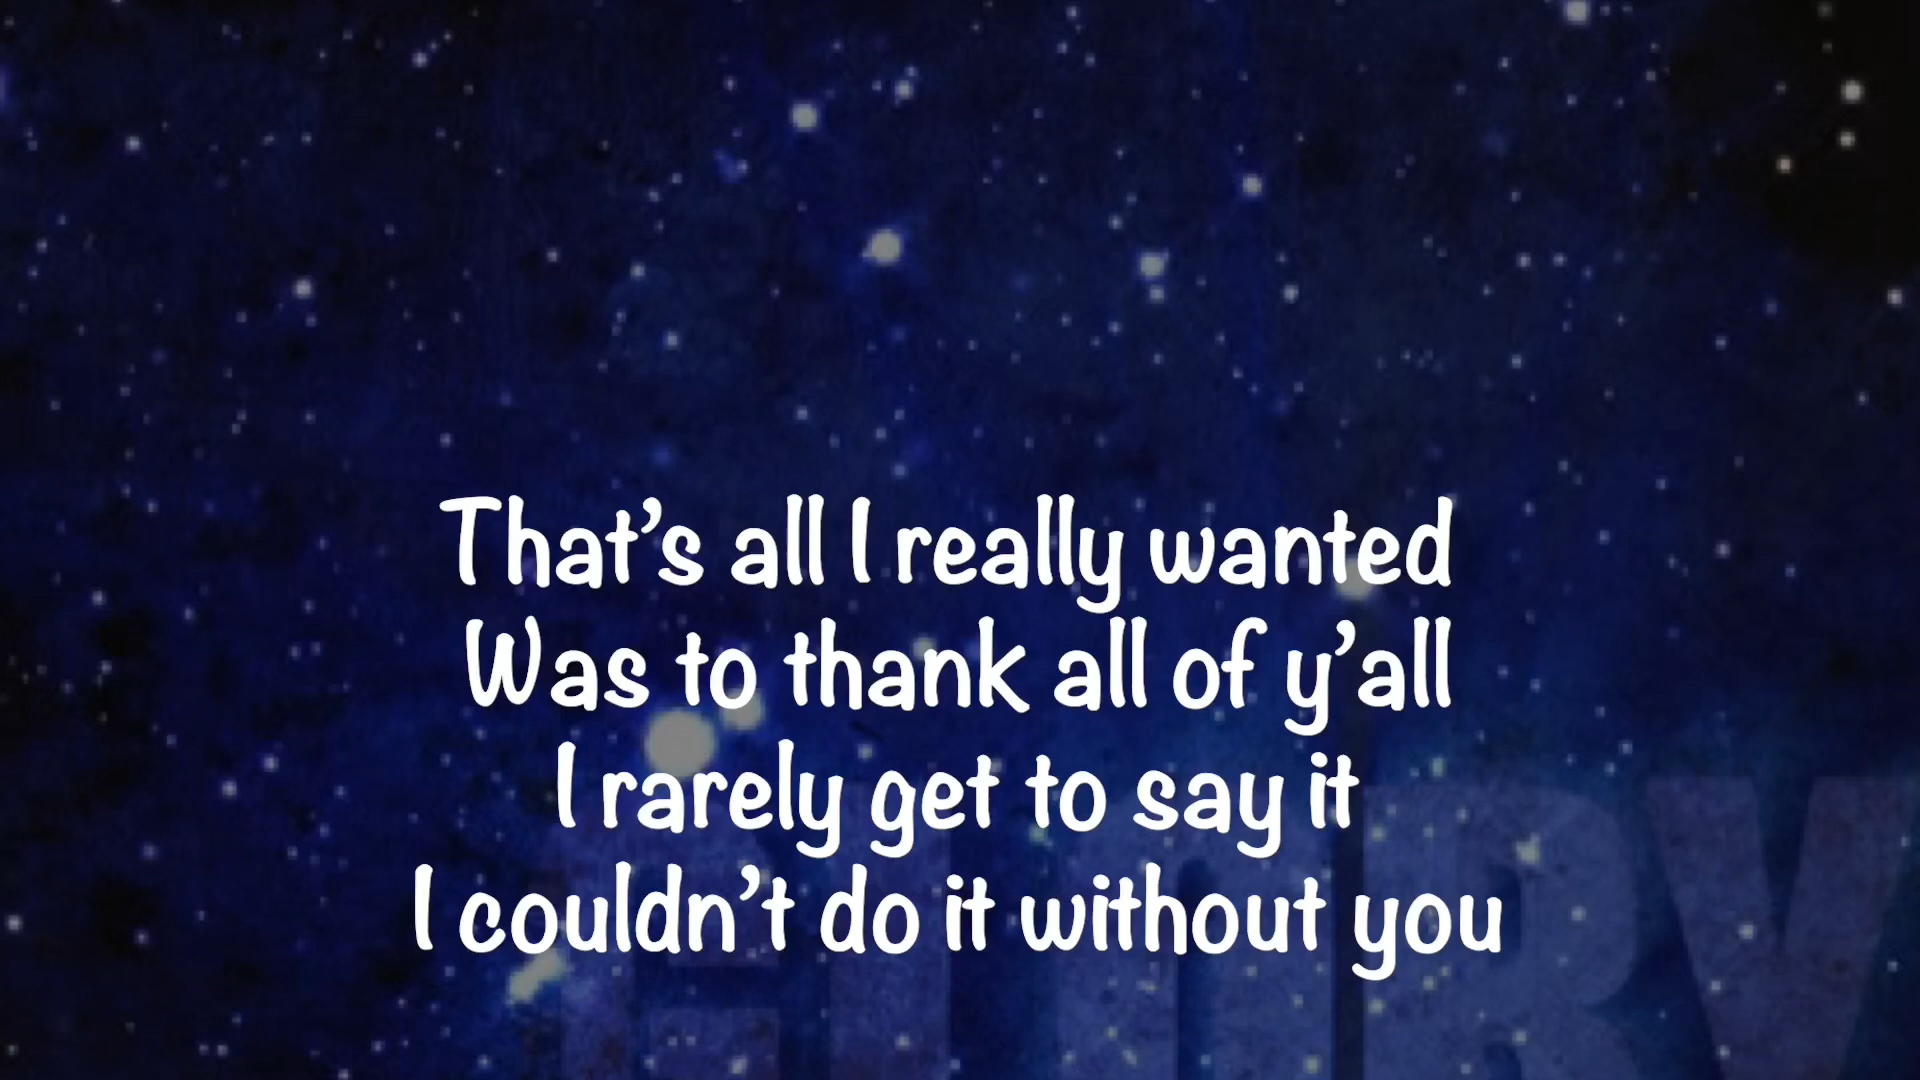 That’s all I really wanted
Was to thank all of y’all
I rarely get to say it
I couldn’t do it without you